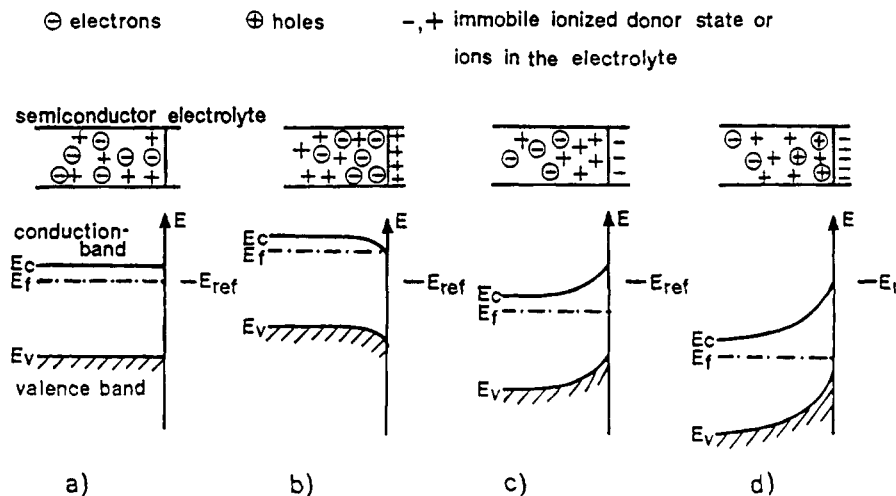 ⊖ electrons ⊕ holes -,+ immobile ionized donor state or
ions in the electrolyte
semiconductor electrolyte
E E E E
conduction-
band
Ec
Ef
Ev
valence band
Eref
Ec
Ef
Ev
Eref
Ec
Ef
Ev
Eref
Ec
Ef
Ev
a) b) c) d)